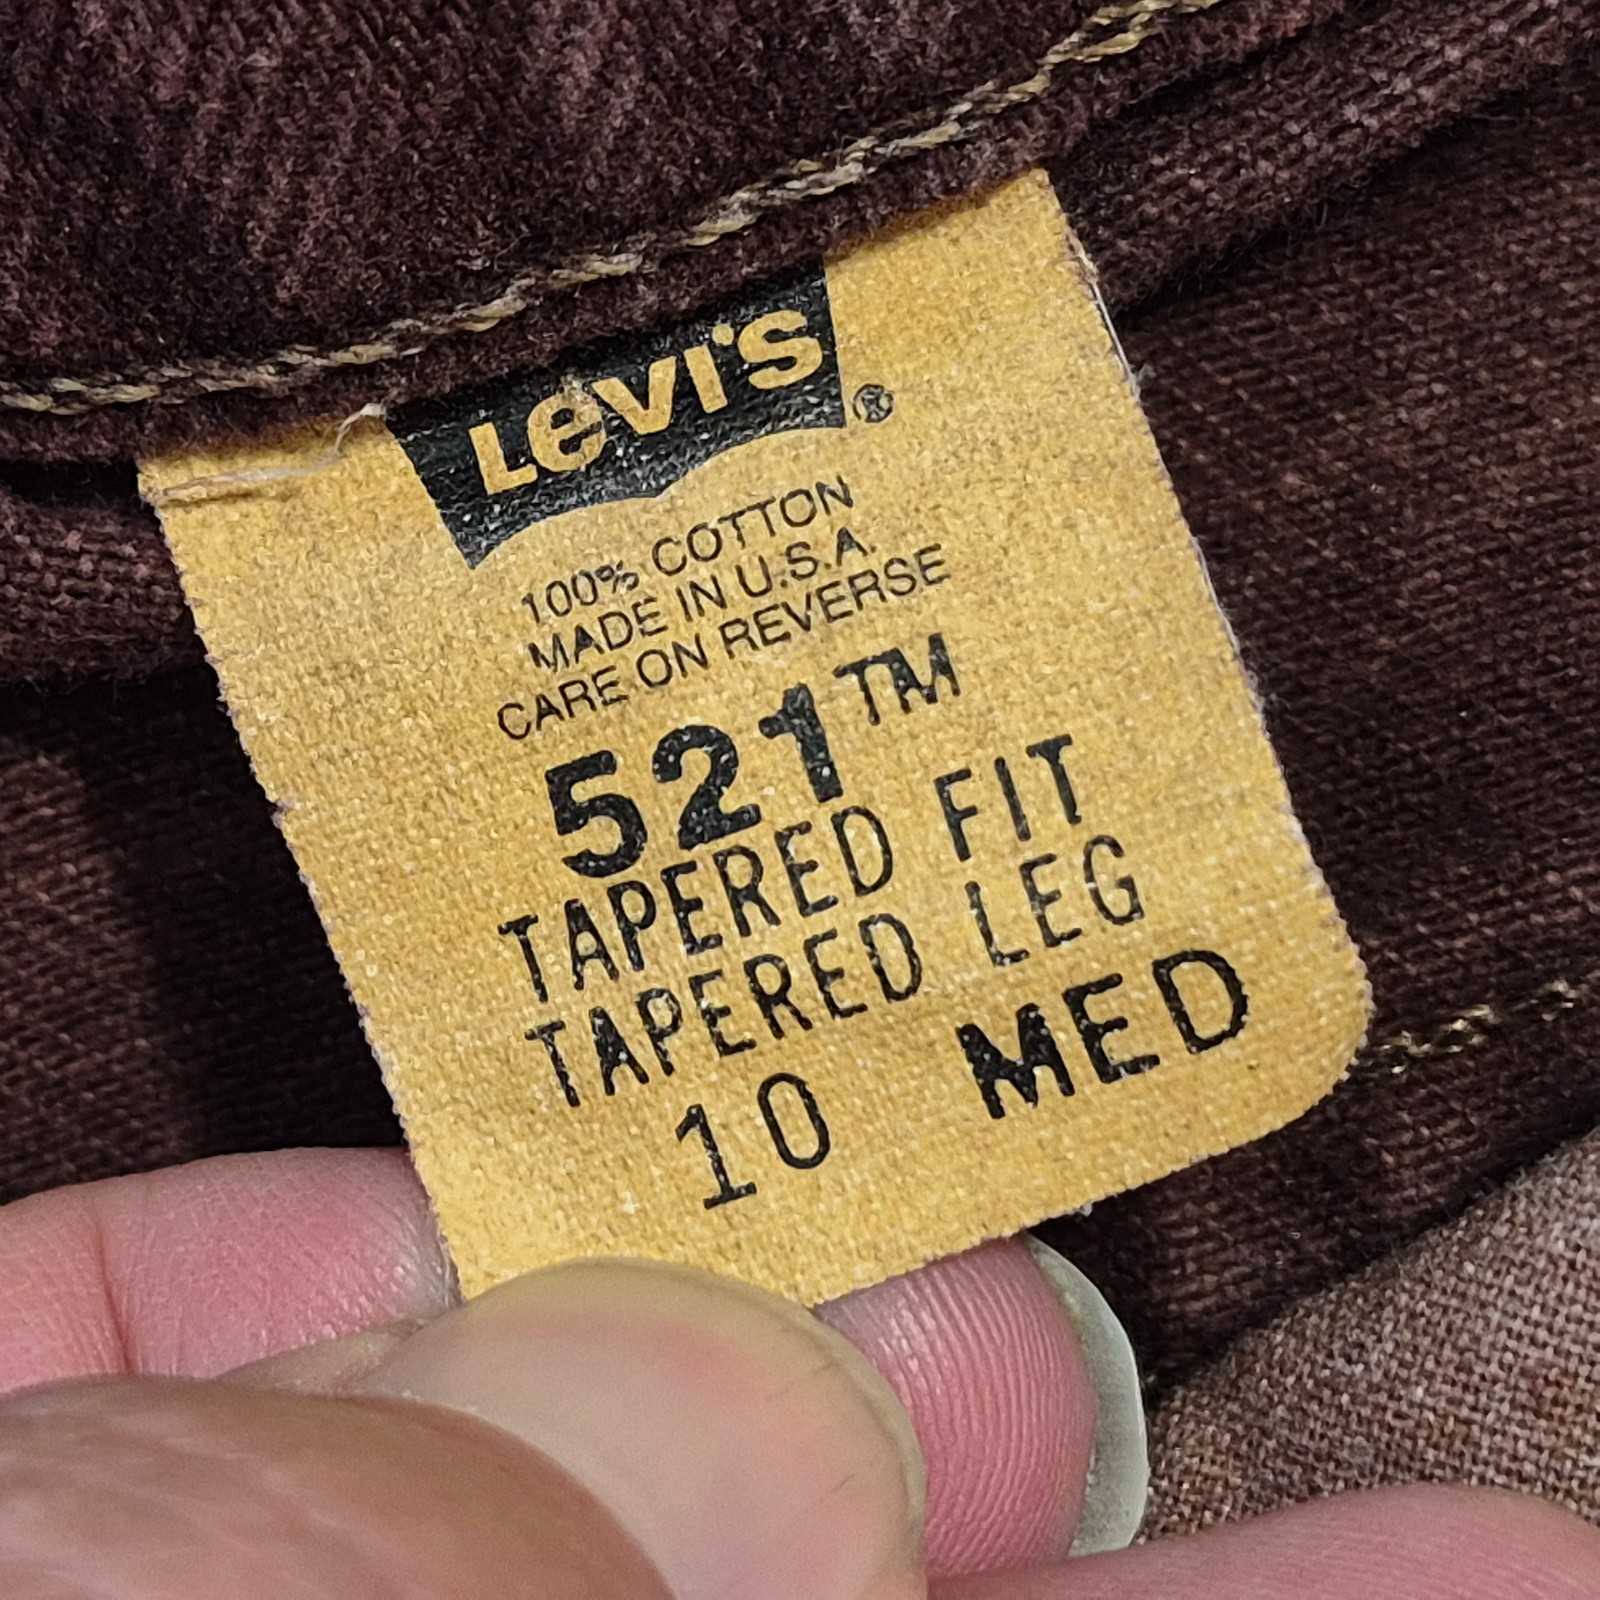 Levi's®
100% COTTON
MADE IN U.S.A.
CARE ON REVERSE
521™
TAPERED FIT
TAPERED LEG
10 MED